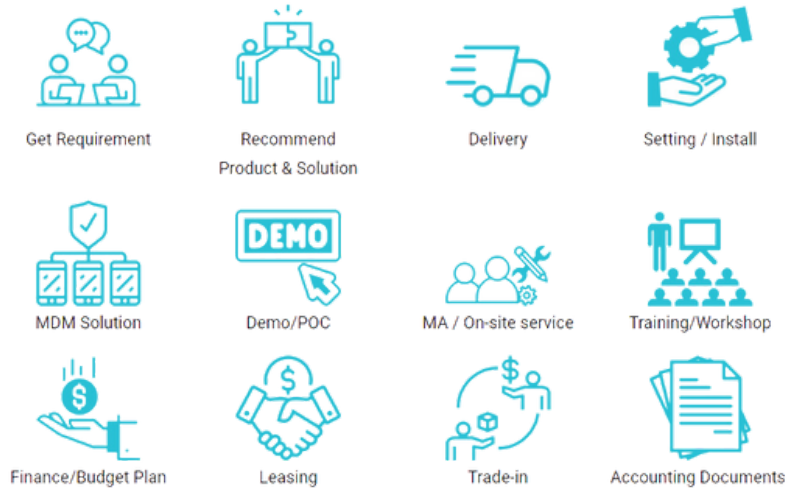 Get Requirement
Recommend
Product & Solution
Delivery
Setting / Install
DEMO
MDM Solution
Demo/POC
MA / On-site service
Training/Workshop
$
$
$
Finance/Budget Plan
Leasing
Trade-in
Accounting Documents